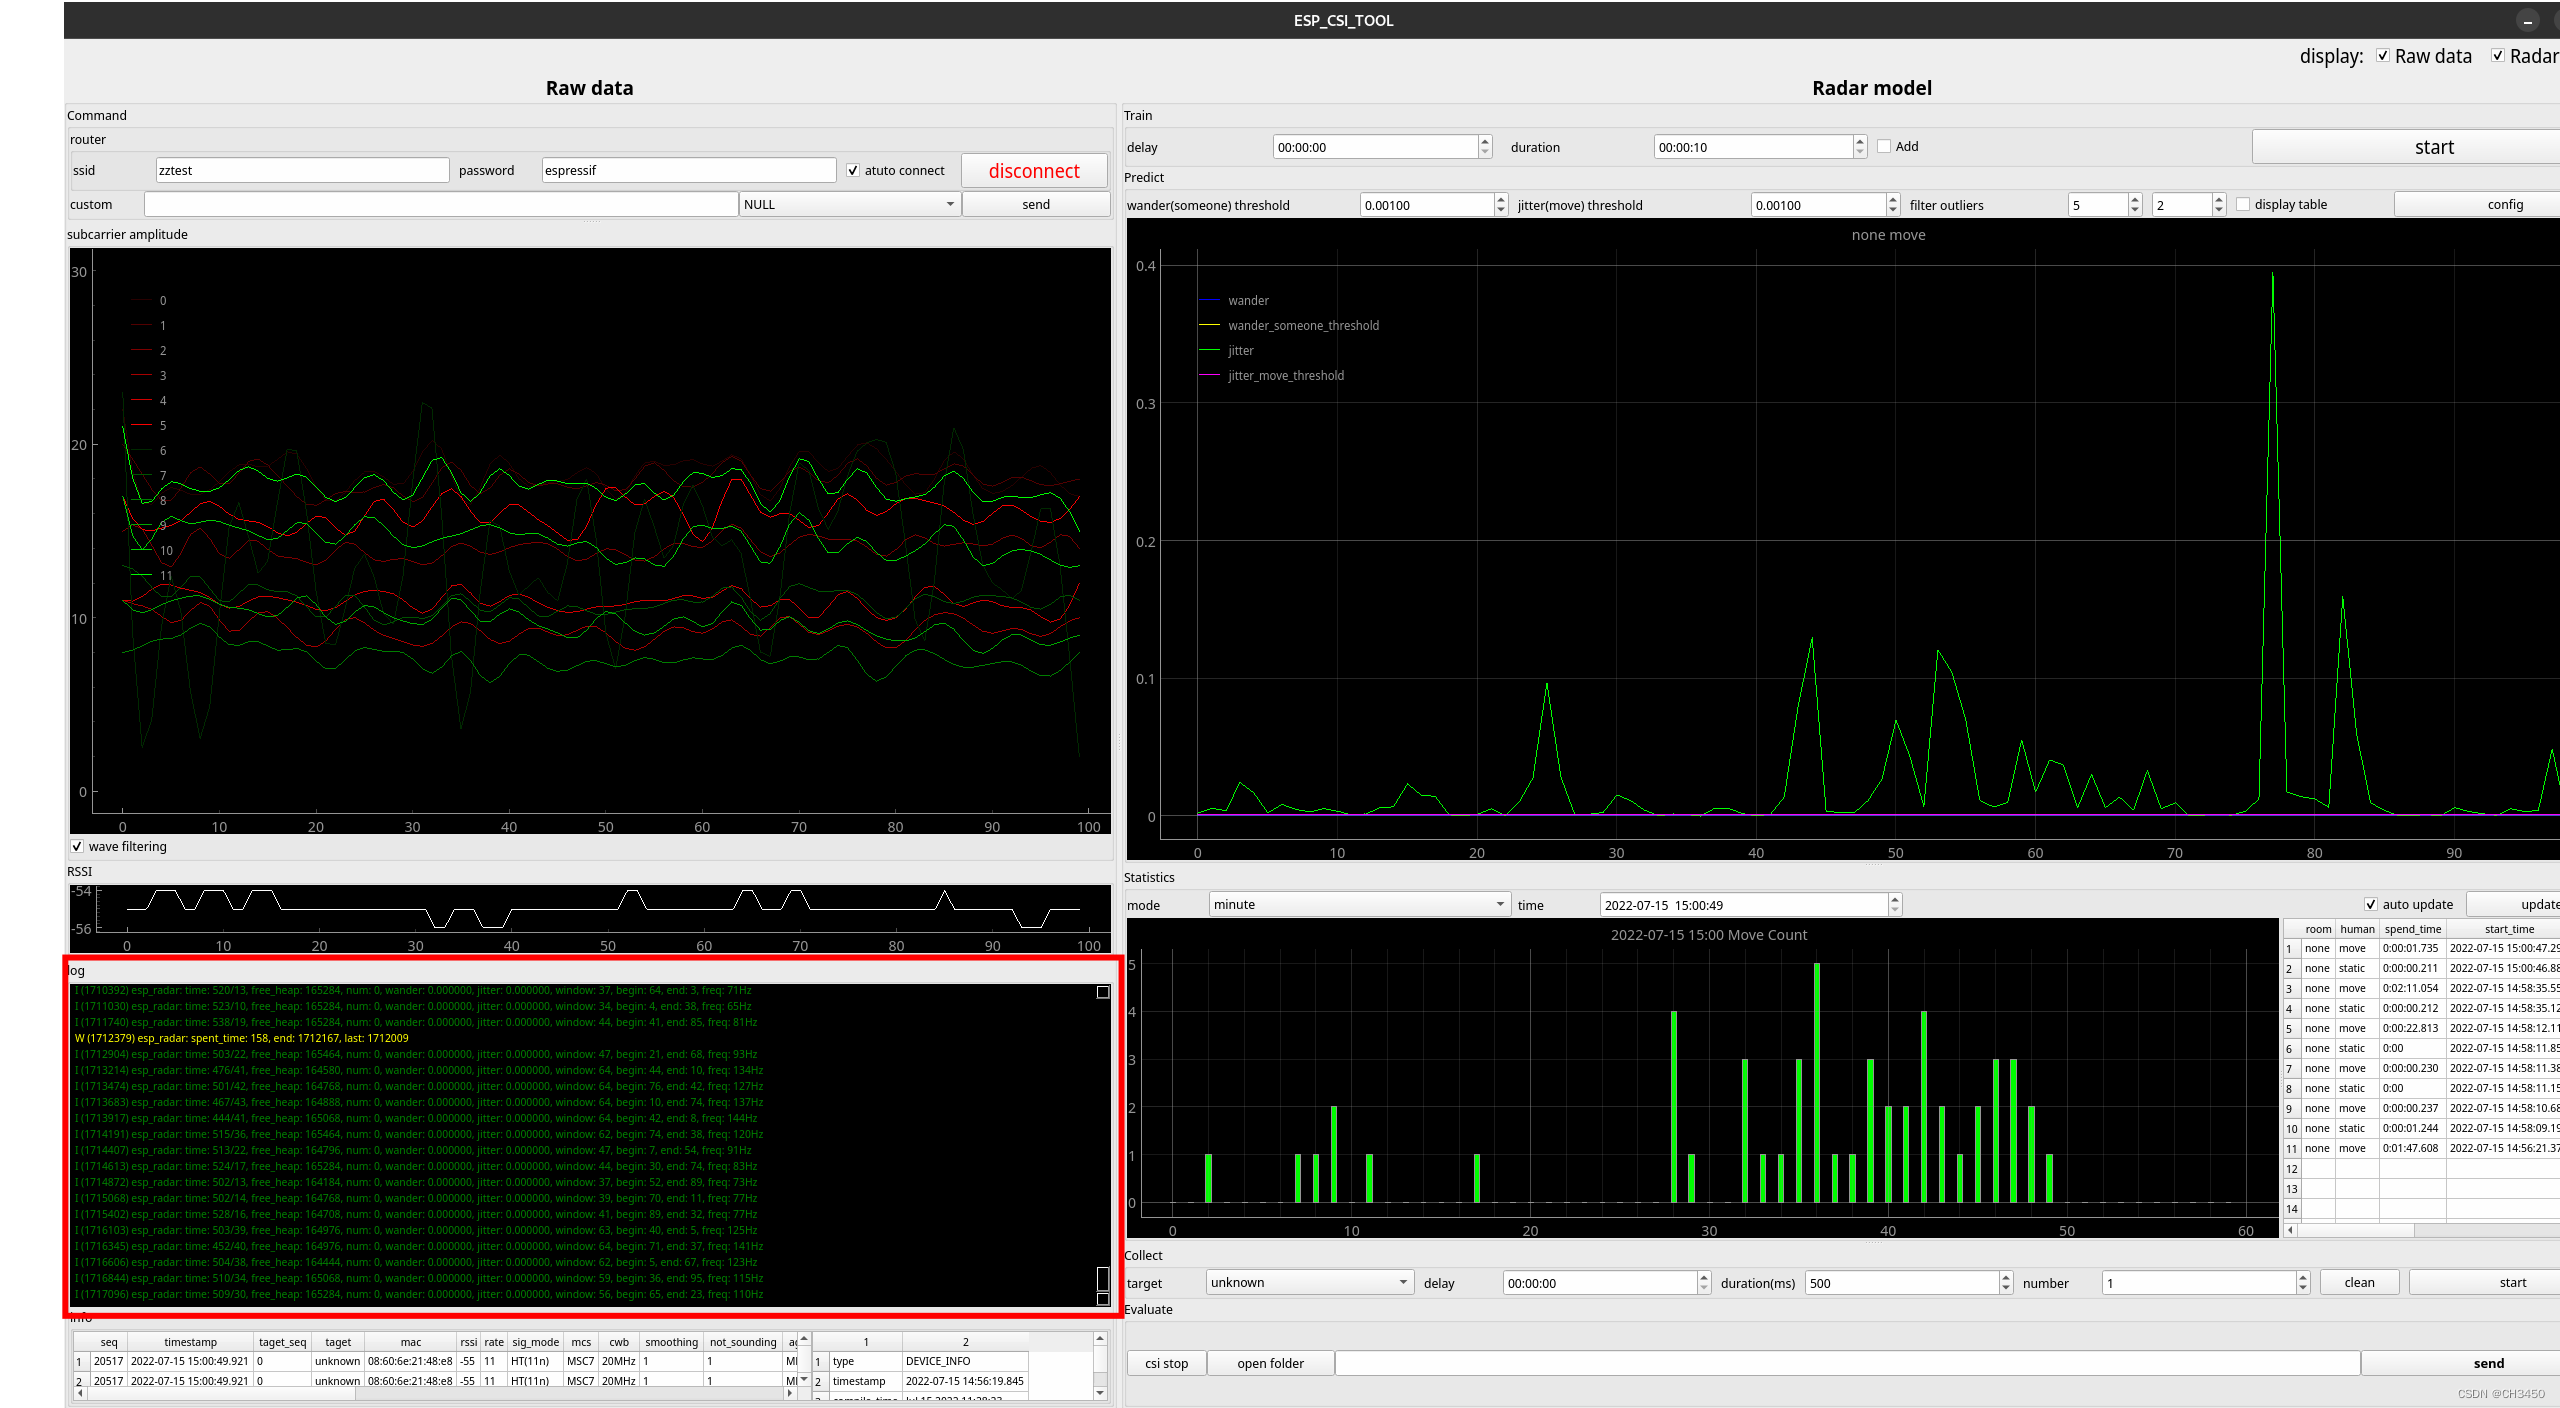 ESP_CSI_TOOL
display: Raw data Radar
Raw data
Command
router
ssid zztest password espressif atuto connect disconnect
custom NULL send
subcarrier amplitude
30
20
10
0
0
1
2
3
4
5
6
7
8
9
10
11
0 10 20 30 40 50 60 70 80 90 100
wave filtering
RSSI
-54
-56
0 10 20 30 40 50 60 70 80 90 100
log
I (1710392) esp_radar: time: 520/13, free_heap: 165284, num: 0, wander: 0.000000, jitter: 0.000000, window: 37, begin: 64, end: 3, freq: 71Hz
I (1711030) esp_radar: time: 523/10, free_heap: 165284, num: 0, wander: 0.000000, jitter: 0.000000, window: 34, begin: 4, end: 38, freq: 65Hz
I (1711740) esp_radar: time: 538/19, free_heap: 165284, num: 0, wander: 0.000000, jitter: 0.000000, window: 44, begin: 41, end: 85, freq: 81Hz
W (1712379) esp_radar: spent_time: 158, end: 1712167, last: 1712009
I (1712904) esp_radar: time: 503/22, free_heap: 165464, num: 0, wander: 0.000000, jitter: 0.000000, window: 47, begin: 21, end: 68, freq: 93Hz
I (1713214) esp_radar: time: 476/41, free_heap: 164580, num: 0, wander: 0.000000, jitter: 0.000000, window: 64, begin: 44, end: 10, freq: 134Hz
I (1713474) esp_radar: time: 501/42, free_heap: 164768, num: 0, wander: 0.000000, jitter: 0.000000, window: 64, begin: 76, end: 42, freq: 127Hz
I (1713683) esp_radar: time: 467/43, free_heap: 164888, num: 0, wander: 0.000000, jitter: 0.000000, window: 64, begin: 10, end: 74, freq: 137Hz
I (1713917) esp_radar: time: 444/41, free_heap: 165068, num: 0, wander: 0.000000, jitter: 0.000000, window: 64, begin: 42, end: 8, freq: 144Hz
I (1714191) esp_radar: time: 515/36, free_heap: 165464, num: 0, wander: 0.000000, jitter: 0.000000, window: 62, begin: 74, end: 38, freq: 120Hz
I (1714407) esp_radar: time: 513/22, free_heap: 164796, num: 0, wander: 0.000000, jitter: 0.000000, window: 47, begin: 7, end: 54, freq: 91Hz
I (1714613) esp_radar: time: 524/17, free_heap: 165284, num: 0, wander: 0.000000, jitter: 0.000000, window: 44, begin: 30, end: 74, freq: 83Hz
I (1714872) esp_radar: time: 502/13, free_heap: 164184, num: 0, wander: 0.000000, jitter: 0.000000, window: 37, begin: 52, end: 89, freq: 73Hz
I (1715068) esp_radar: time: 502/14, free_heap: 164768, num: 0, wander: 0.000000, jitter: 0.000000, window: 39, begin: 70, end: 11, freq: 77Hz
I (1715402) esp_radar: time: 528/16, free_heap: 164708, num: 0, wander: 0.000000, jitter: 0.000000, window: 41, begin: 89, end: 32, freq: 77Hz
I (1716103) esp_radar: time: 503/39, free_heap: 164976, num: 0, wander: 0.000000, jitter: 0.000000, window: 63, begin: 40, end: 5, freq: 125Hz
I (1716345) esp_radar: time: 452/40, free_heap: 164976, num: 0, wander: 0.000000, jitter: 0.000000, window: 64, begin: 71, end: 37, freq: 141Hz
I (1716606) esp_radar: time: 504/38, free_heap: 164444, num: 0, wander: 0.000000, jitter: 0.000000, window: 62, begin: 5, end: 67, freq: 123Hz
I (1716844) esp_radar: time: 510/34, free_heap: 165068, num: 0, wander: 0.000000, jitter: 0.000000, window: 59, begin: 36, end: 95, freq: 115Hz
I (1717096) esp_radar: time: 509/30, free_heap: 165284, num: 0, wander: 0.000000, jitter: 0.000000, window: 56, begin: 65, end: 23, freq: 110Hz
info
seq timestamp taget_seq taget mac rssi rate sig_mode mcs cwb smoothing not_sounding
1 20517 2022-07-15 15:00:49.921 0 unknown 08:60:6e:21:48:e8 -55 11 HT(11n) MSC7 20MHz 1 1
2 20517 2022-07-15 15:00:49.921 0 unknown 08:60:6e:21:48:e8 -55 11 HT(11n) MSC7 20MHz 1 1
1 2
1 type DEVICE_INFO
2 timestamp 2022-07-15 14:56:19.845
Radar model
Train
delay 00:00:00 duration 00:00:10 Add start
Predict
wander(someone) threshold 0.00100 jitter(move) threshold 0.00100 filter outliers 5 2 display table config
none move
0.4
0.3
0.2
0.1
0
wander
wander_someone_threshold
jitter
jitter_move_threshold
0 10 20 30 40 50 60 70 80 90
Statistics
mode minute time 2022-07-15 15:00:49 auto update update
2022-07-15 15:00 Move Count
5
4
3
2
1
0
0 10 20 30 40 50 60
room human spend_time start_time
1 none move 0:00:01.735 2022-07-15 15:00:47.29
2 none static 0:00:00.211 2022-07-15 15:00:46.88
3 none move 0:02:11.054 2022-07-15 14:58:35.55
4 none static 0:00:00.212 2022-07-15 14:58:35.12
5 none move 0:00:22.813 2022-07-15 14:58:12.11
6 none static 0:00 2022-07-15 14:58:11.85
7 none move 0:00:00.230 2022-07-15 14:58:11.38
8 none static 0:00 2022-07-15 14:58:11.15
9 none move 0:00:00.237 2022-07-15 14:58:10.68
10 none static 0:00:01.244 2022-07-15 14:58:09.19
11 none move 0:01:47.608 2022-07-15 14:56:21.37
12
13
14
Collect
target unknown delay 00:00:00 duration(ms) 500 number 1 clean start
Evaluate
csi stop open folder send
CSDN @CH3450